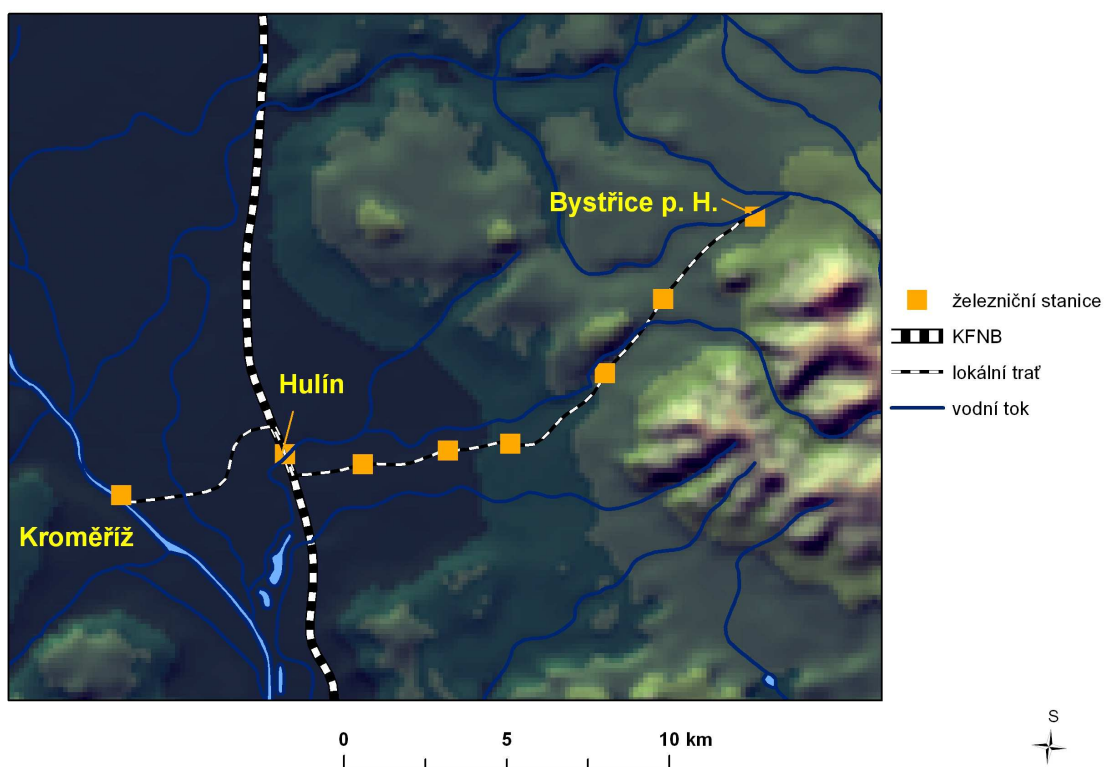 Bystřice p. H.
Hulín
Kroměříž
železniční stanice
KFNB
lokální trať
vodní tok
S
0 5 10 km